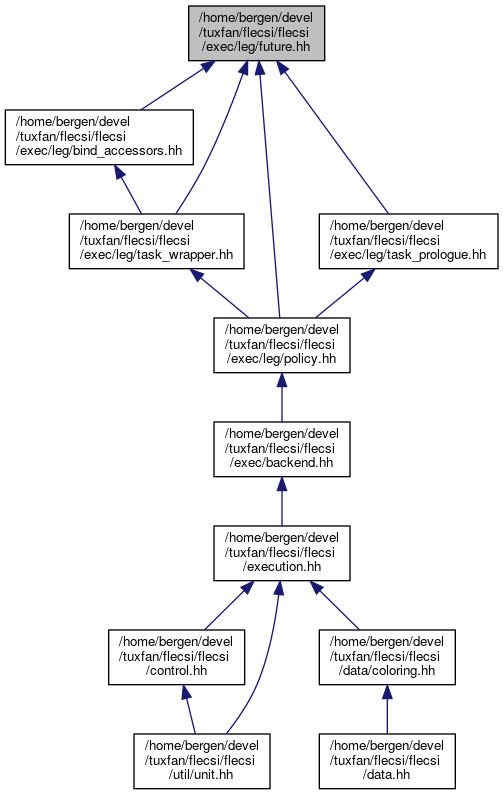 /home/bergen/devel
/tuxfan/flecsi/flecsi
/exec/leg/future.hh
/home/bergen/devel
/tuxfan/flecsi/flecsi
/exec/leg/bind_accessors.hh
/home/bergen/devel
/tuxfan/flecsi/flecsi
/exec/leg/task_wrapper.hh
/home/bergen/devel
/tuxfan/flecsi/flecsi
/exec/leg/task_prologue.hh
/home/bergen/devel
/tuxfan/flecsi/flecsi
/exec/leg/policy.hh
/home/bergen/devel
/tuxfan/flecsi/flecsi
/exec/backend.hh
/home/bergen/devel
/tuxfan/flecsi/flecsi
/execution.hh
/home/bergen/devel
/tuxfan/flecsi/flecsi
/control.hh
/home/bergen/devel
/tuxfan/flecsi/flecsi
/data/coloring.hh
/home/bergen/devel
/tuxfan/flecsi/flecsi
/util/unit.hh
/home/bergen/devel
/tuxfan/flecsi/flecsi
/data.hh